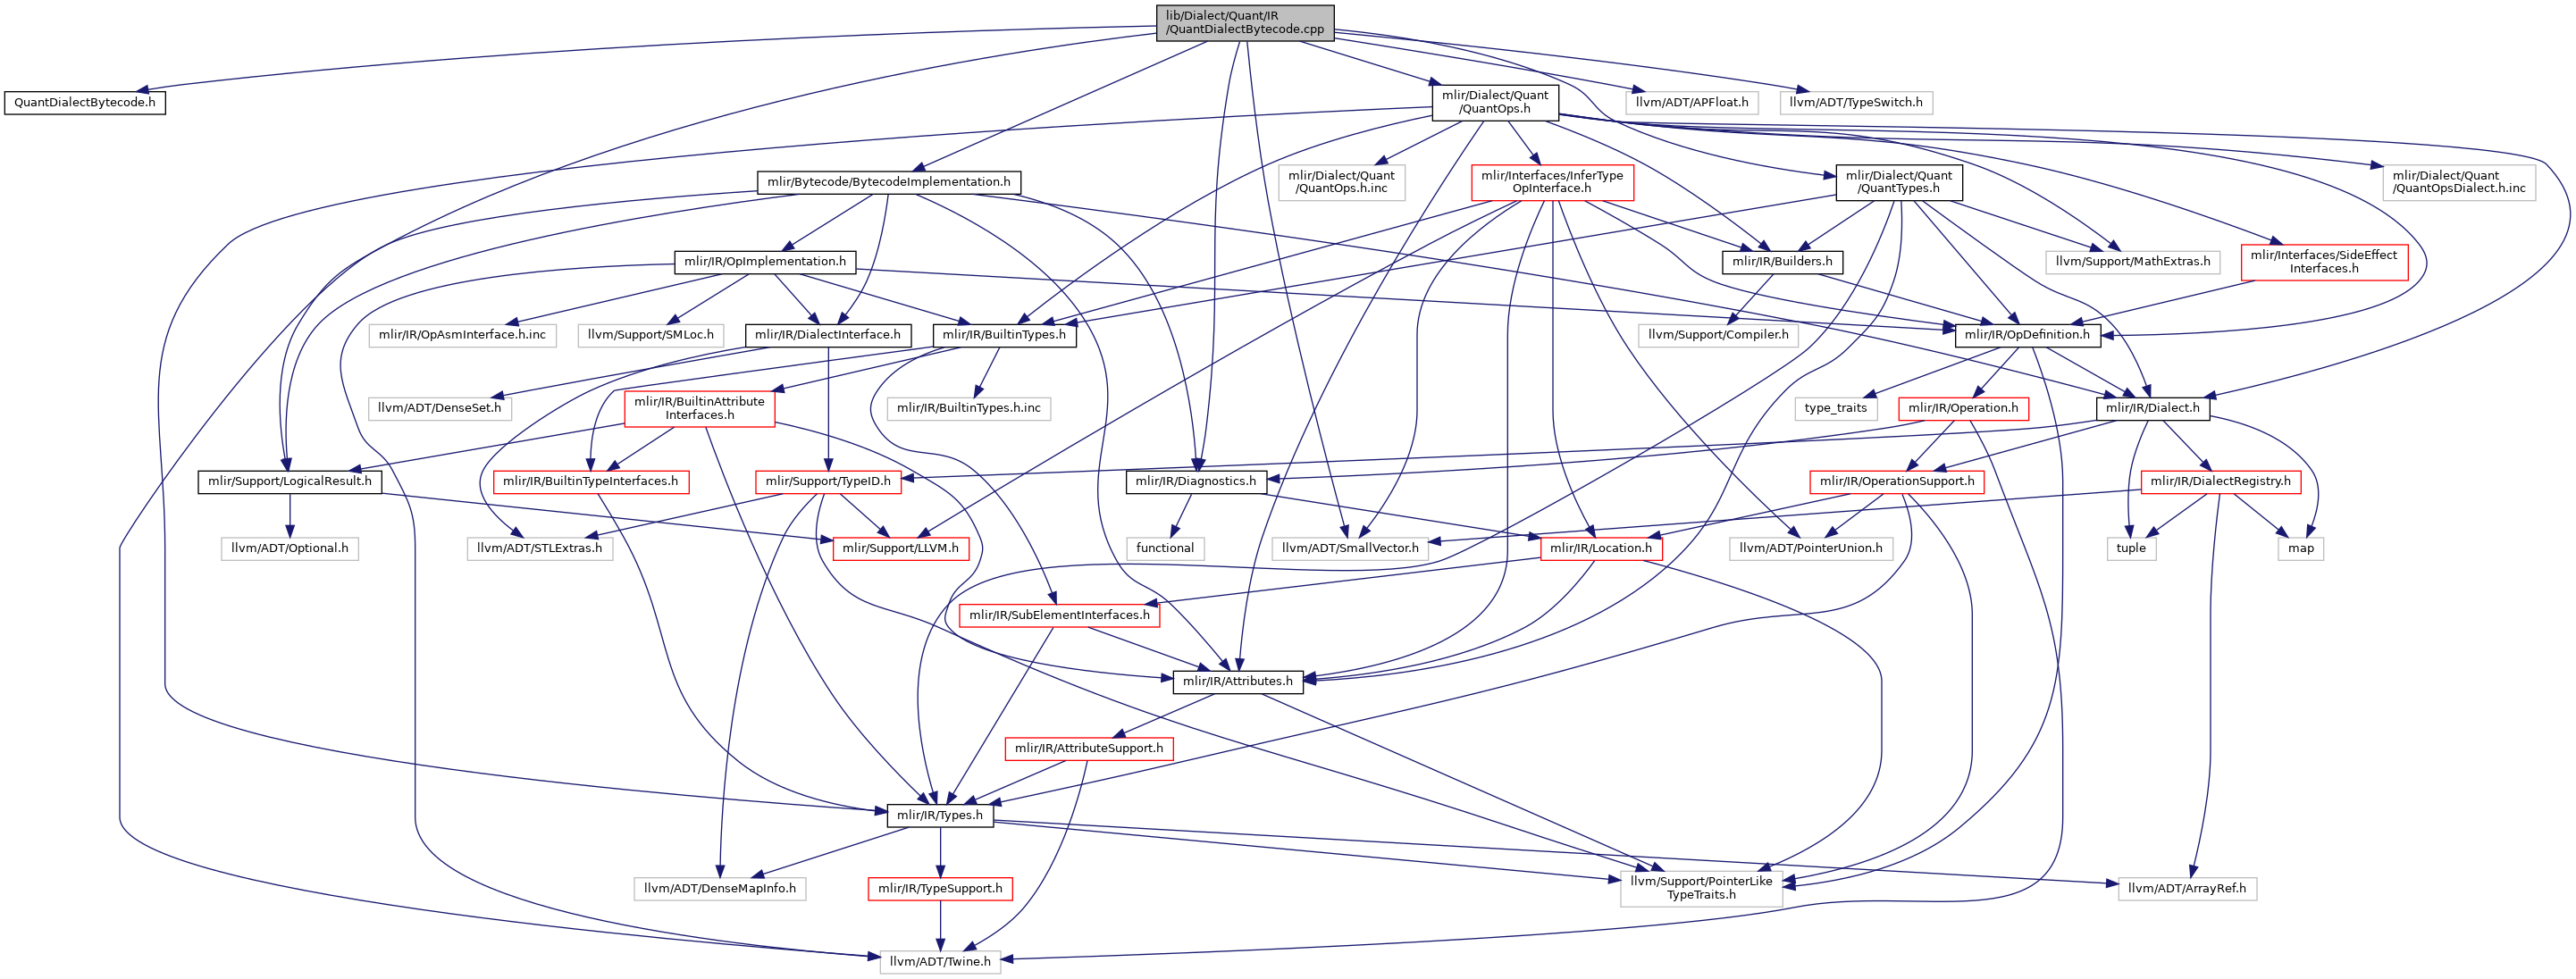 lib/Dialect/Quant/IR
/QuantDialectBytecode.cpp
QuantDialectBytecode.h
mlir/Dialect/Quant
/QuantOps.h
llvm/ADT/APFloat.h
llvm/ADT/TypeSwitch.h
mlir/Bytecode/BytecodeImplementation.h
mlir/Dialect/Quant
/QuantOps.h.inc
mlir/Interfaces/InferType
OpInterface.h
mlir/Dialect/Quant
/QuantTypes.h
mlir/Dialect/Quant
/QuantOpsDialect.h.inc
mlir/IR/OpImplementation.h
mlir/IR/Builders.h
llvm/Support/MathExtras.h
mlir/Interfaces/SideEffect
Interfaces.h
mlir/IR/OpAsmInterface.h.inc
llvm/Support/SMLoc.h
mlir/IR/DialectInterface.h
mlir/IR/BuiltinTypes.h
llvm/Support/Compiler.h
mlir/IR/OpDefinition.h
llvm/ADT/DenseSet.h
mlir/IR/BuiltinAttribute
Interfaces.h
mlir/IR/BuiltinTypes.h.inc
type_traits
mlir/IR/Operation.h
mlir/IR/Dialect.h
mlir/Support/LogicalResult.h
mlir/IR/BuiltinTypeInterfaces.h
mlir/Support/TypeID.h
mlir/IR/Diagnostics.h
mlir/IR/OperationSupport.h
mlir/IR/DialectRegistry.h
llvm/ADT/Optional.h
llvm/ADT/STLExtras.h
mlir/Support/LLVM.h
functional
llvm/ADT/SmallVector.h
mlir/IR/Location.h
llvm/ADT/PointerUnion.h
tuple
map
mlir/IR/SubElementInterfaces.h
mlir/IR/Attributes.h
mlir/IR/AttributeSupport.h
mlir/IR/Types.h
llvm/ADT/DenseMapInfo.h
mlir/IR/TypeSupport.h
llvm/Support/PointerLike
TypeTraits.h
llvm/ADT/ArrayRef.h
llvm/ADT/Twine.h